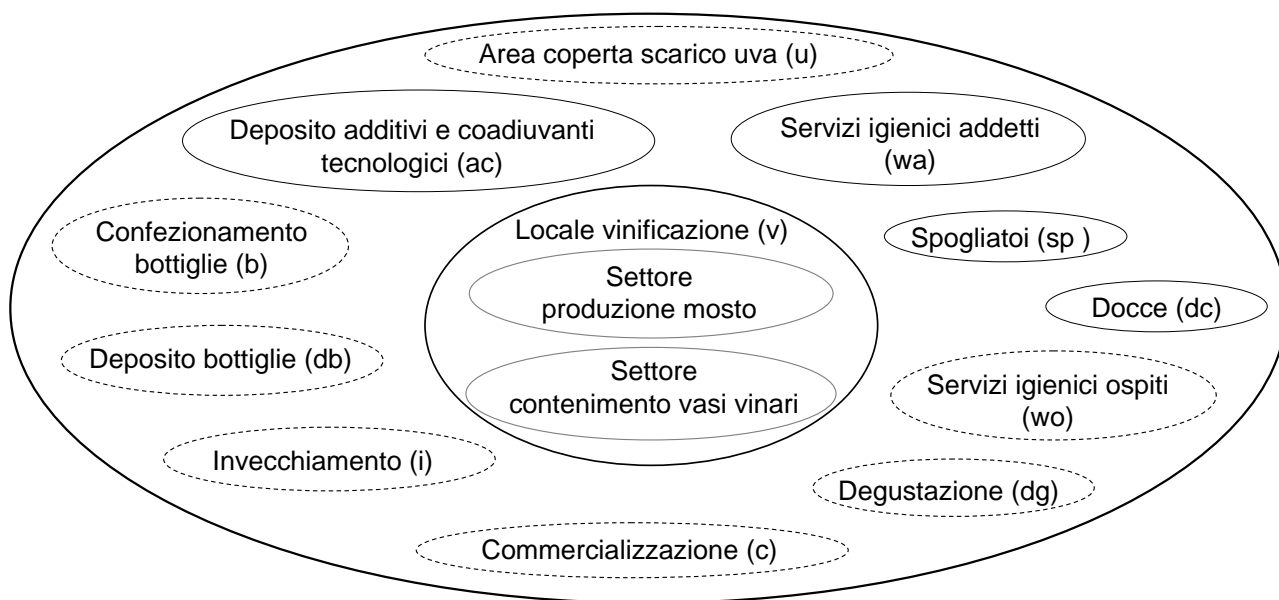 Area coperta scarico uva (u)
Deposito additivi e coadiuvanti
tecnologici (ac)
Servizi igienici addetti
(wa)
Confezionamento
bottiglie (b)
Locale vinificazione (v)
Spogliatoi (sp )
Settore
produzione mosto
Docce (dc)
Deposito bottiglie (db)
Settore
contenimento vasi vinari
Servizi igienici ospiti
(wo)
Invecchiamento (i)
Degustazione (dg)
Commercializzazione (c)